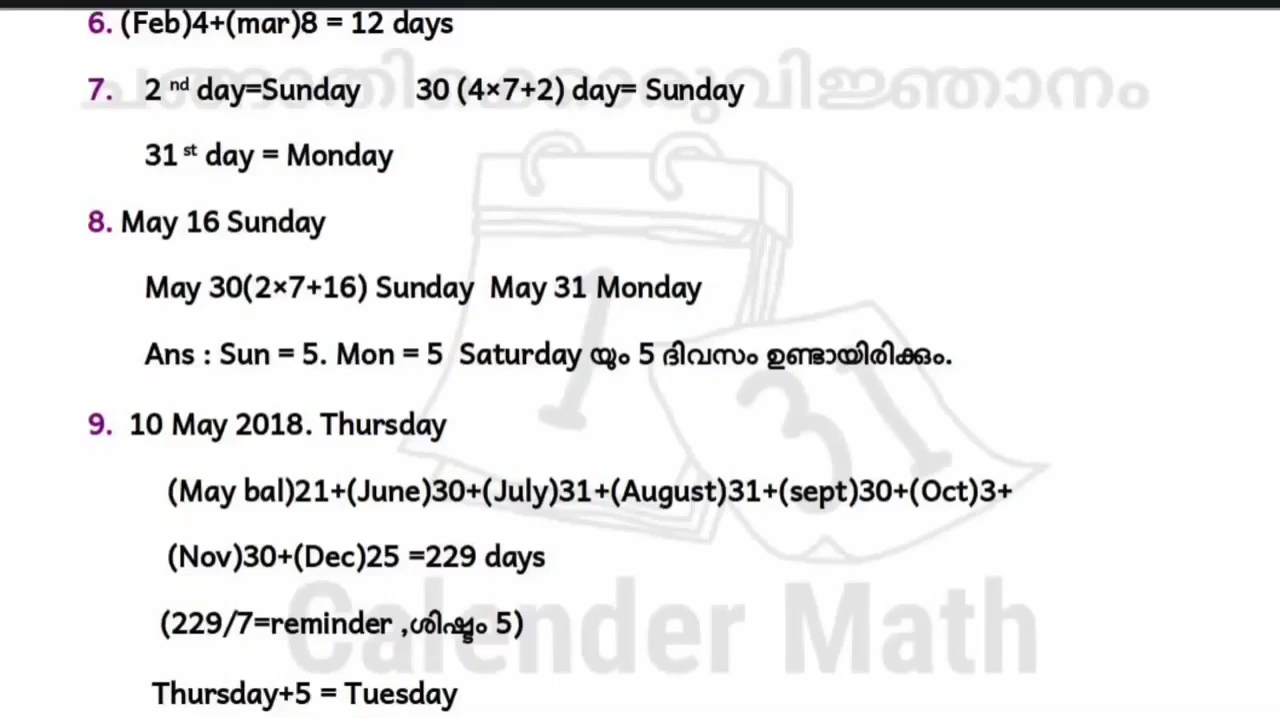 6. (Feb)4+(mar)8 = 12 days
7. 2 nd day=Sunday 30 (4×7+2) day= Sunday
31 st day = Monday
8. May 16 Sunday
May 30(2×7+16) Sunday May 31 Monday
Ans : Sun = 5. Mon = 5 Saturday യും 5 ദിവസം ഉണ്ടായിരിക്കും.
9. 10 May 2018. Thursday
(May bal)21+(June)30+(July)31+(August)31+(sept)30+(Oct)3+
(Nov)30+(Dec)25 =229 days
(229/7=reminder ,ശിഷ്ടം 5)
Thursday+5 = Tuesday
1
31
Calender Math